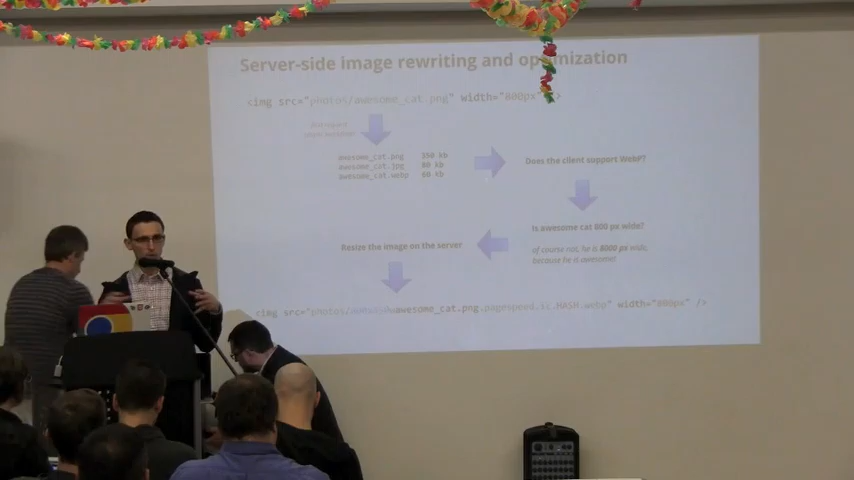 Server-side image rewriting and optimization
<img src="photos/awesome_cat.png" width="800px" />
awesome_cat.png 350 kb
awesome_cat.jpg 80 kb
awesome_cat.webp 60 kb
Does the client support WebP?
Is awesome cat 800 px wide?
of course not, he is 8000 px wide,
because he is awesome!
Resize the image on the server
<img src="photos/ awesome_cat.png.pagespeed.ic.HASH.webp" width="800px" />